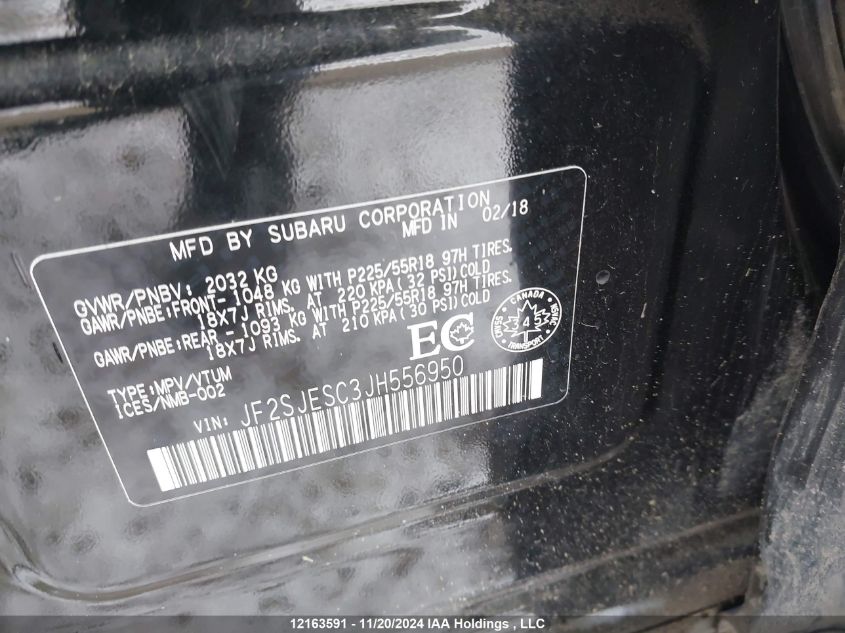 MFD BY SUBARU CORPORATION
MFD IN 02/18
GVWR/PNBV: 2032 KG
GAWR/PNBE:FRONT-1048 KG WITH P225/55R18 97H TIRES.
18X7J RIMS. AT 220 KPA(32 PSI)COLD
GAWR/PNBE:REAR -1093 KG WITH P225/55R18 97H TIRES.
18X7J RIMS. AT 210 KPA(30 PSI)COLD
EC
CANADA
45
TRANSPORT
TYPE:MPV/VTUM
ICES/NMB-002
VIN: JF2SJESC3JH556950
12163591 - 11/20/2024 IAA Holdings , LLC